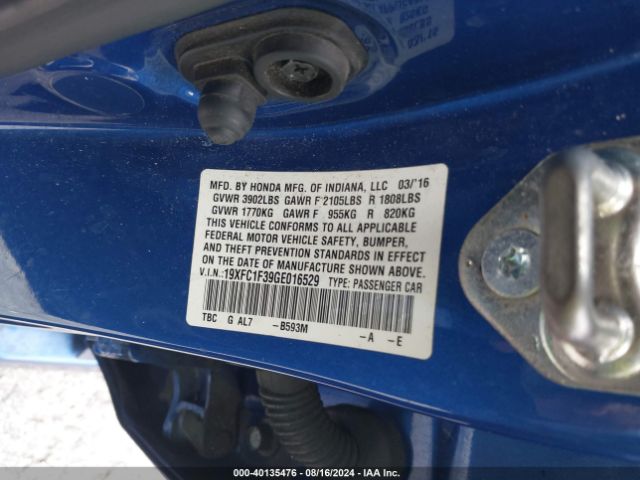 MFD. BY HONDA MFG. OF INDIANA, LLC 03/'16
GVWR 3902LBS GAWR F 2105LBS R 1808LBS
GVWR 1770KG GAWR F 955KG R 820KG
THIS VEHICLE CONFORMS TO ALL APPLICABLE
FEDERAL MOTOR VEHICLE SAFETY, BUMPER,
AND THEFT PREVENTION STANDARDS IN EFFECT
ON THE DATE OF MANUFACTURE SHOWN ABOVE.
V.I.N.:19XFC1F39GE016529 TYPE: PASSENGER CAR
TBC G AL7 -B593M -A -E
000-40135476 - 08/16/2024 - IAA Inc.